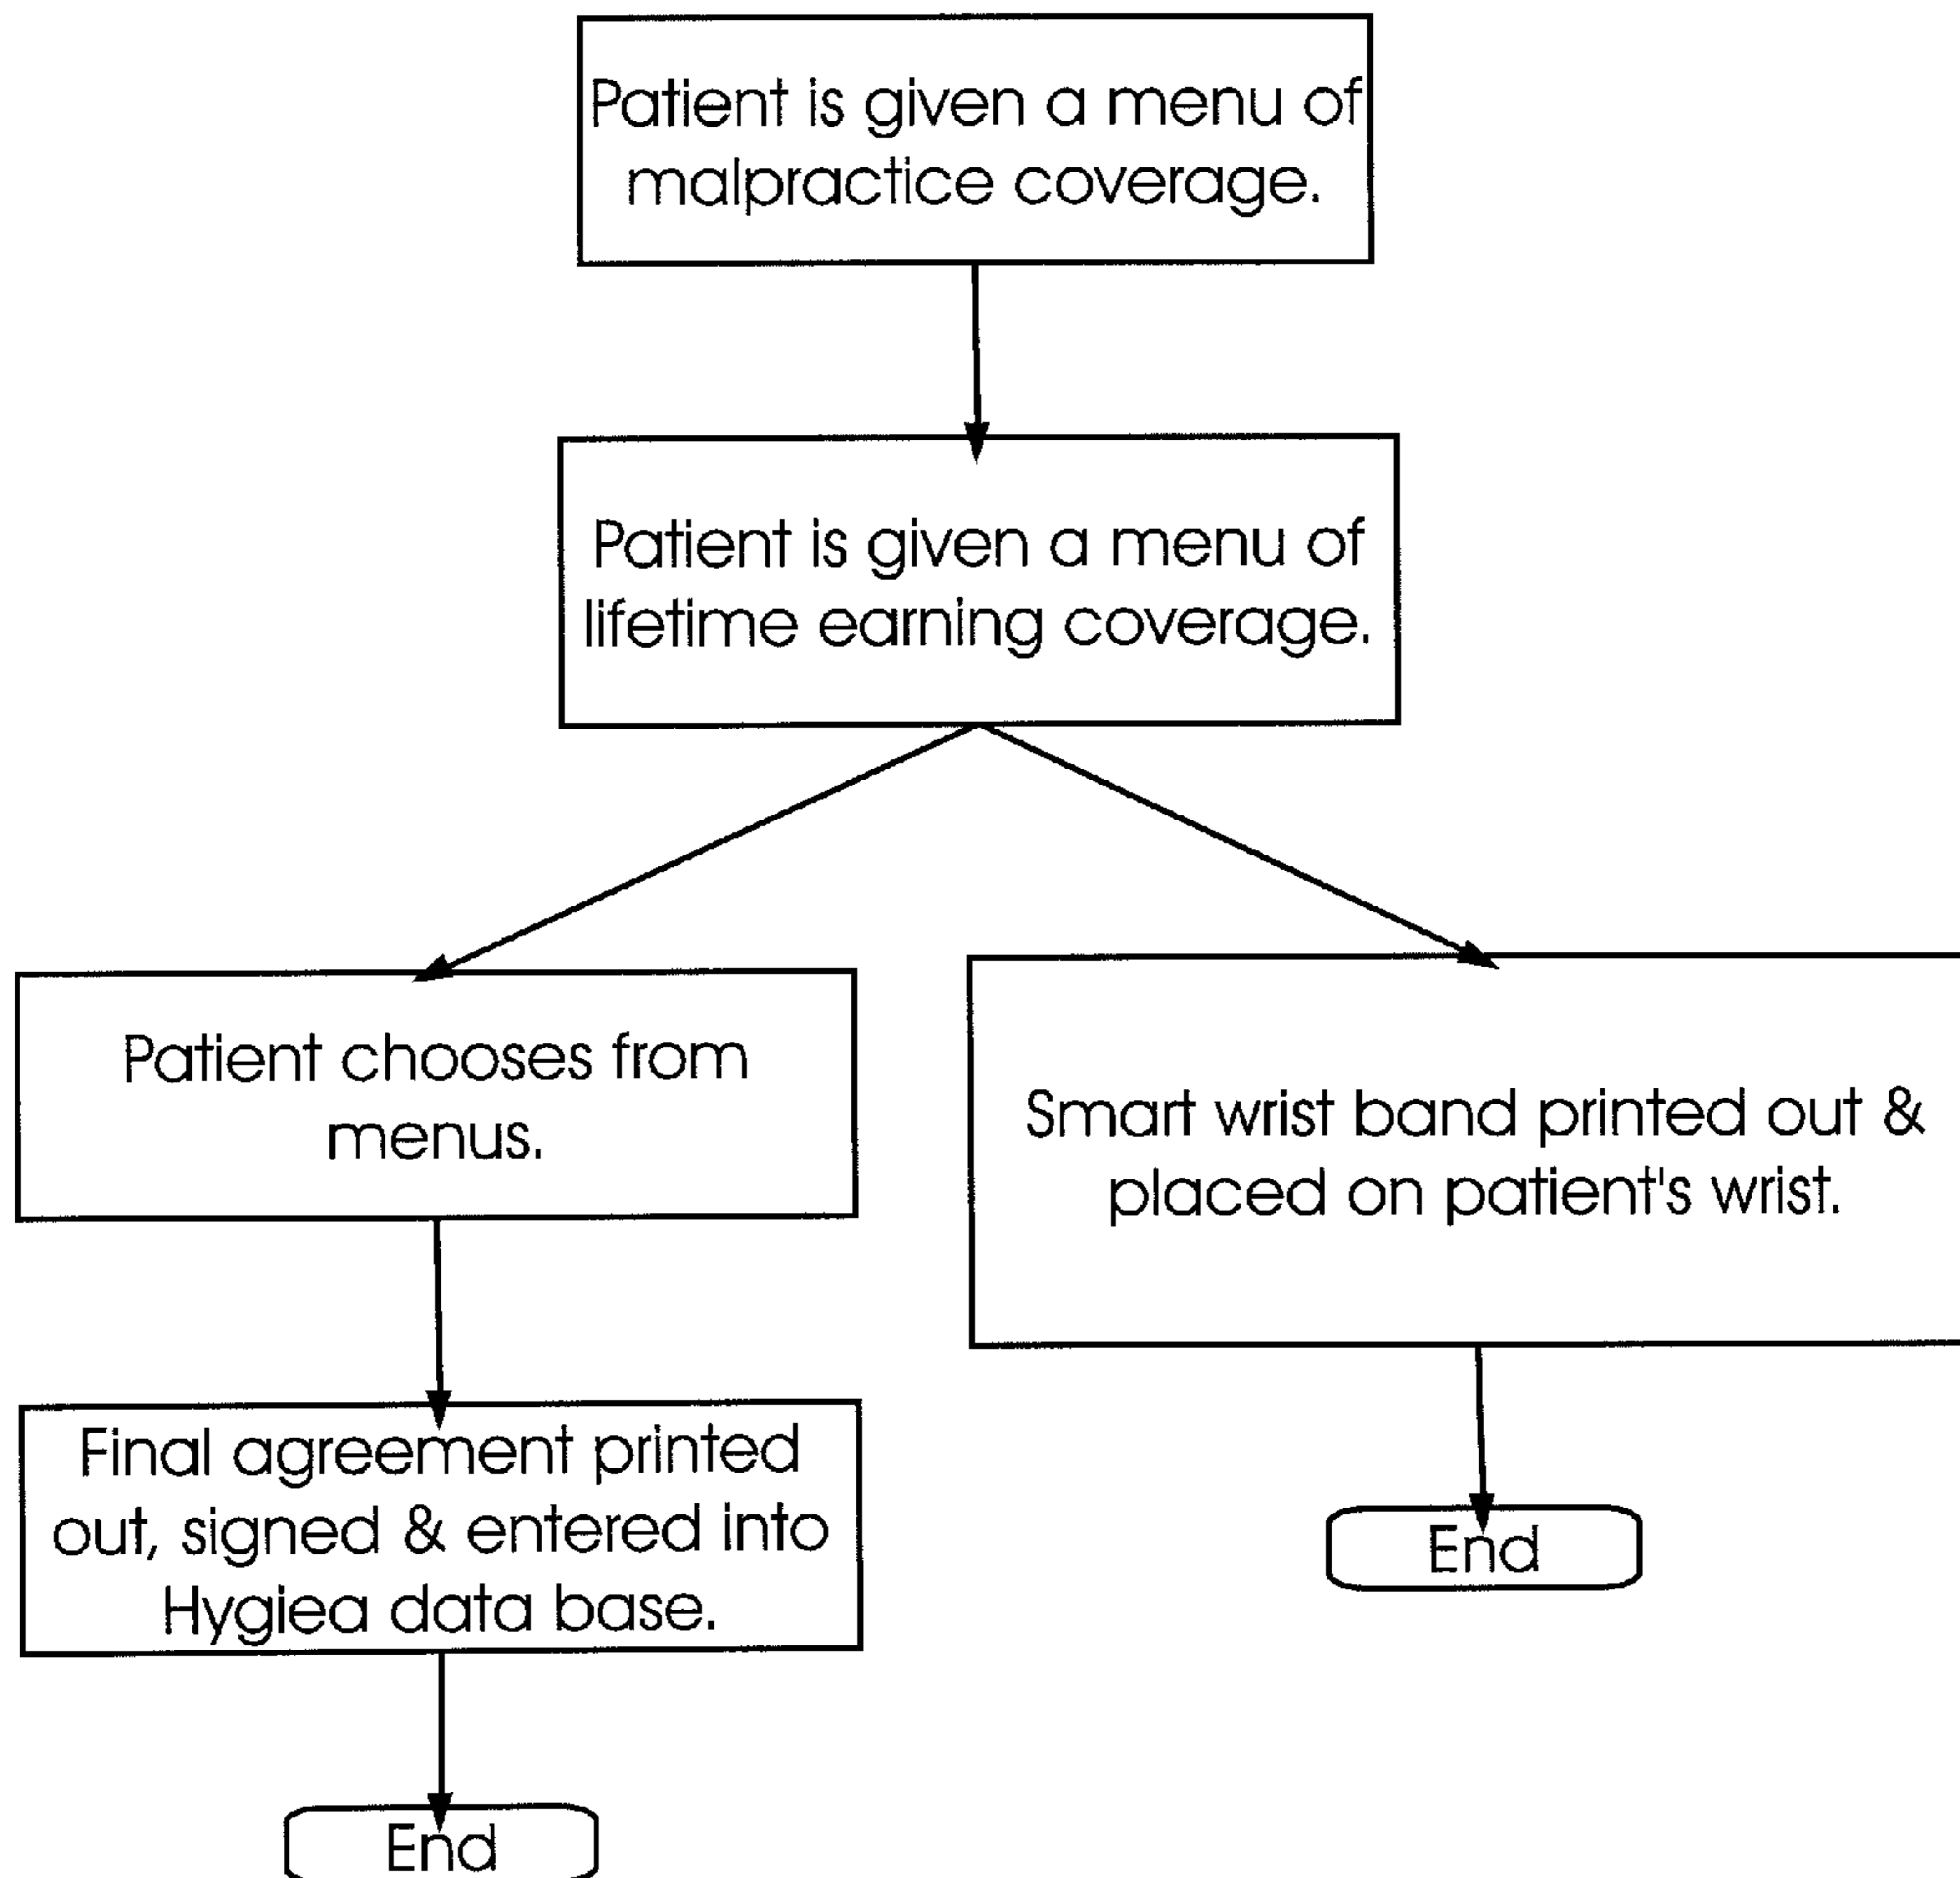 Patient is given a menu of
malpractice coverage.
Patient is given a menu of
lifetime earning coverage.
Patient chooses from
menus.
Smart wrist band printed out &
placed on patient's wrist.
Final agreement printed
out, signed & entered into
Hygiea data base.
End
End